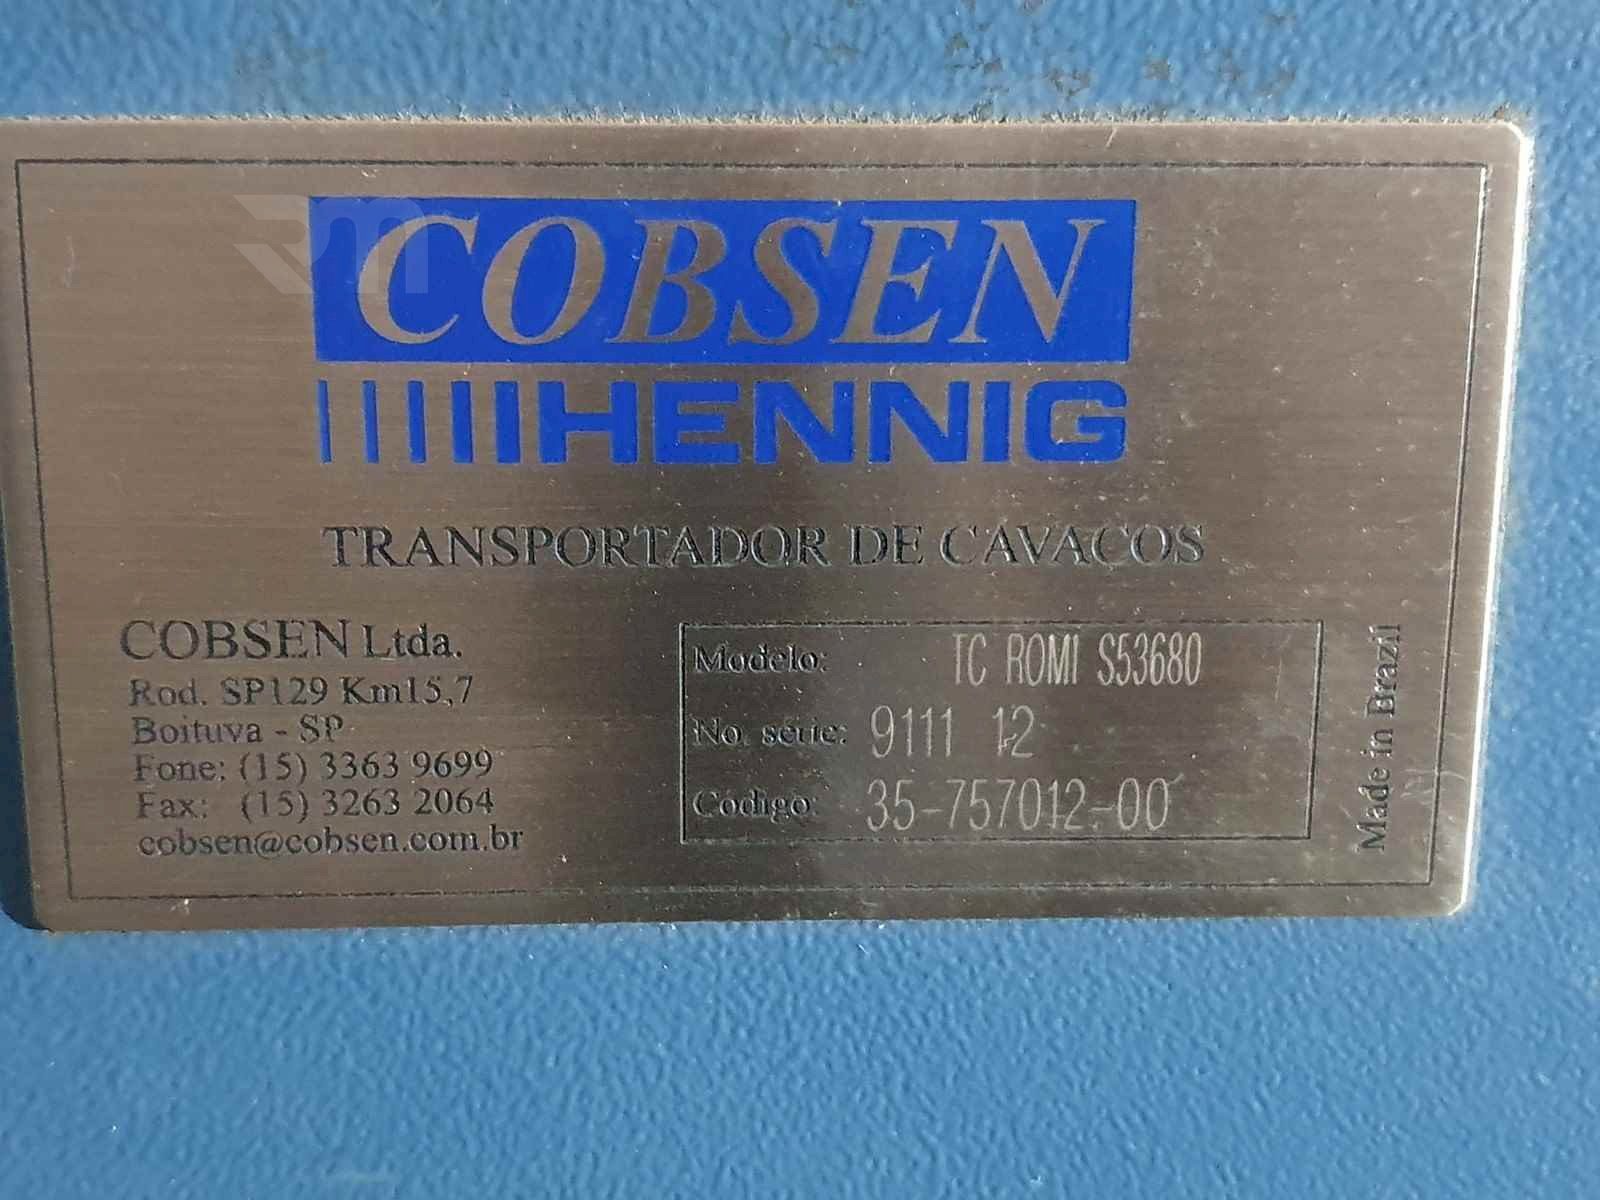 COBSEN
HENNIG
TRANSPORTADOR DE CAVACOS
COBSEN Ltda.
Rod. SP129 Km15,7
Boituva - SP
Fone: (15) 3363 9699
Fax: (15) 3263 2064
cobsen@cobsen.com.br
Modelo: TC ROMI S53680
No. série: 9111 12
Código: 35-757012-00
Made in Brazil